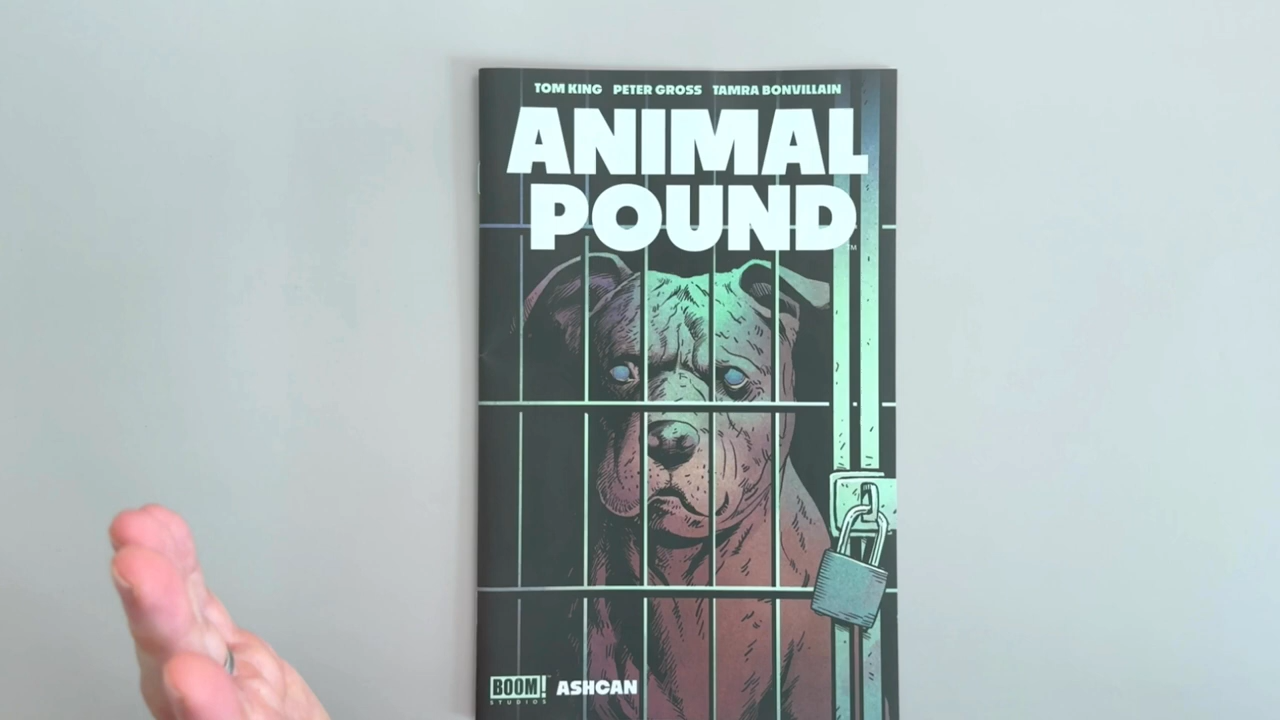 TOM KING PETER GROSS TAMRA BONVILLAIN
ANIMAL
POUND
TM
BOOM!
STUDIOS
ASHCAN